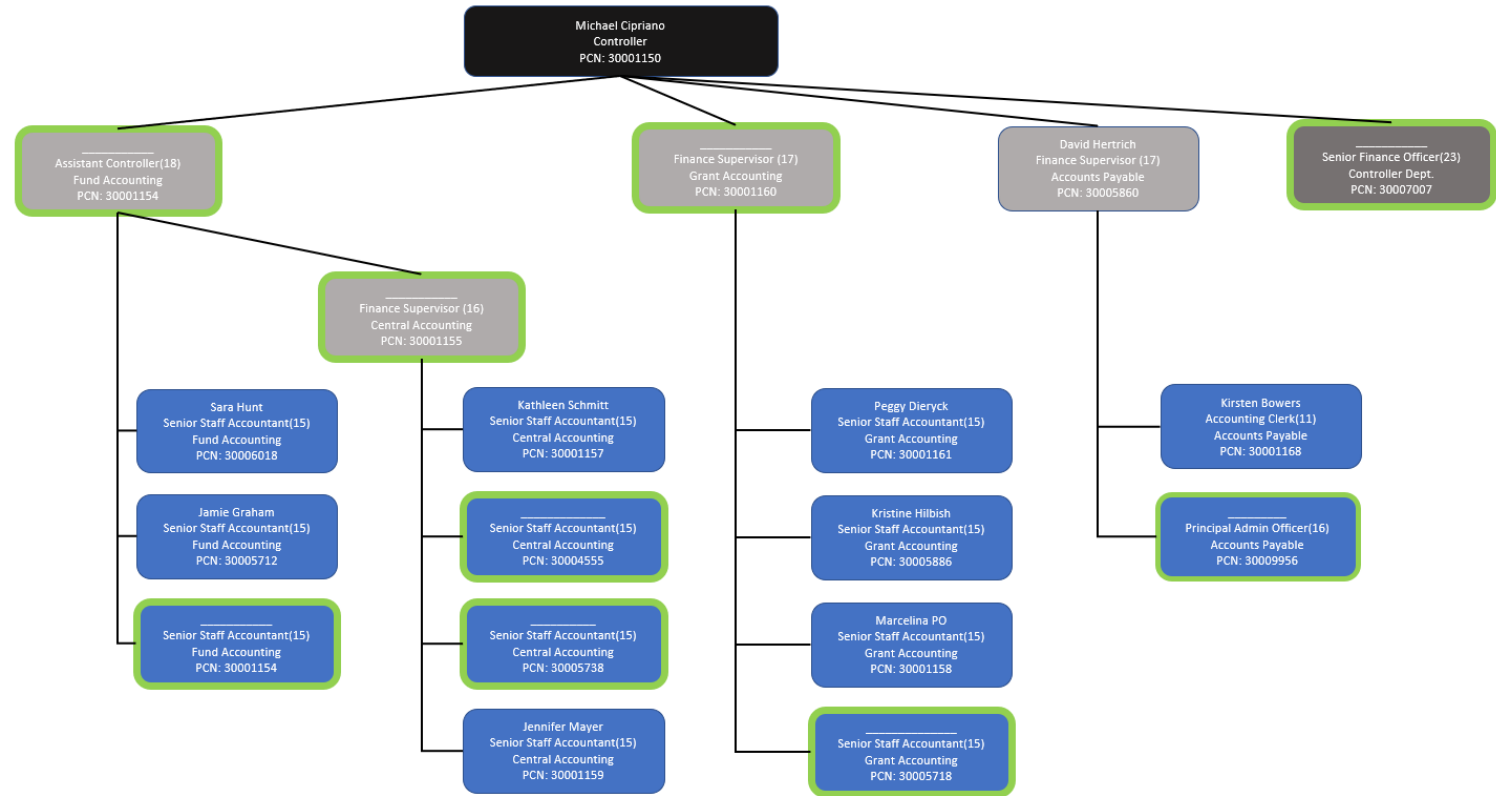 Michael Cipriano
Controller
PCN: 30001150
___________
Assistant Controller(18)
Fund Accounting
PCN: 30001154
___________
Finance Supervisor (17)
Grant Accounting
PCN: 30001160
David Hertrich
Finance Supervisor (17)
Accounts Payable
PCN: 30005860
___________
Senior Finance Officer(23)
Controller Dept.
PCN: 30007007
___________
Finance Supervisor (16)
Central Accounting
PCN: 30001155
Sara Hunt
Senior Staff Accountant(15)
Fund Accounting
PCN: 30006018
Jamie Graham
Senior Staff Accountant(15)
Fund Accounting
PCN: 30005712
___________
Senior Staff Accountant(15)
Fund Accounting
PCN: 30001154
Kathleen Schmitt
Senior Staff Accountant(15)
Central Accounting
PCN: 30001157
_____________
Senior Staff Accountant(15)
Central Accounting
PCN: 30004555
__________
Senior Staff Accountant(15)
Central Accounting
PCN: 30005738
Jennifer Mayer
Senior Staff Accountant(15)
Central Accounting
PCN: 30001159
Peggy Dieryck
Senior Staff Accountant(15)
Grant Accounting
PCN: 30001161
Kristine Hilbish
Senior Staff Accountant(15)
Grant Accounting
PCN: 30005886
Marcelina PO
Senior Staff Accountant(15)
Grant Accounting
PCN: 30001158
______________
Senior Staff Accountant(15)
Grant Accounting
PCN: 30005718
Kirsten Bowers
Accounting Clerk(11)
Accounts Payable
PCN: 30001168
_________
Principal Admin Officer(16)
Accounts Payable
PCN: 30009956